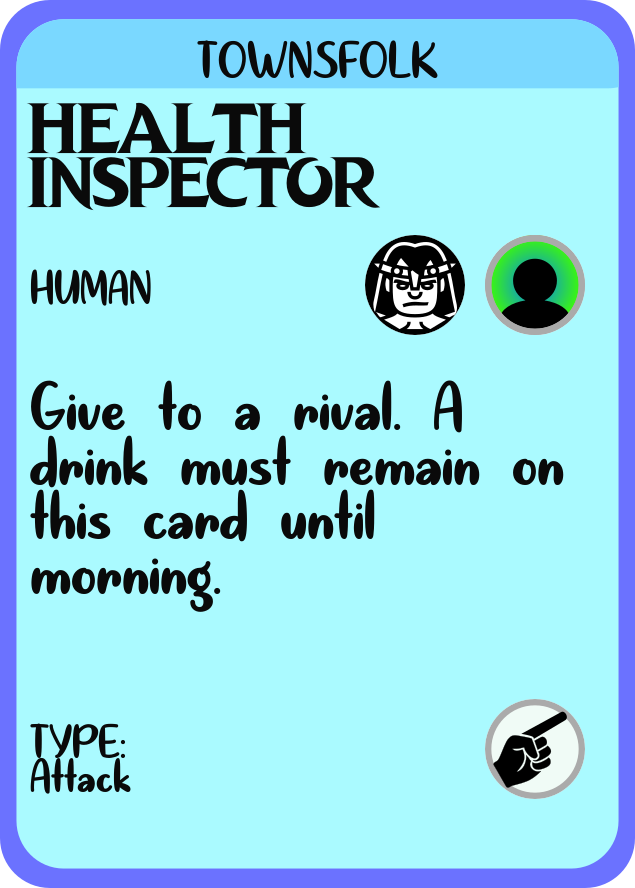 TOWNSFOLK
HEALTH
INSPECTOR
HUMAN
Give to a rival. A
drink must remain on
this card until
morning.
TYPE:
Attack